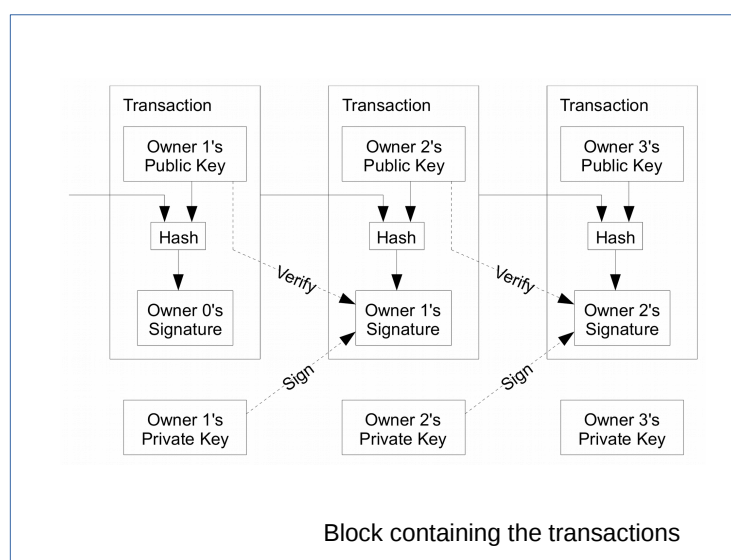 Transaction
Transaction
Transaction
Owner 1's
Public Key
Owner 2's
Public Key
Owner 3's
Public Key
Hash
Hash
Hash
Verify
Verify
Owner 0's
Signature
Owner 1's
Signature
Owner 2's
Signature
Sign
Sign
Owner 1's
Private Key
Owner 2's
Private Key
Owner 3's
Private Key
Block containing the transactions